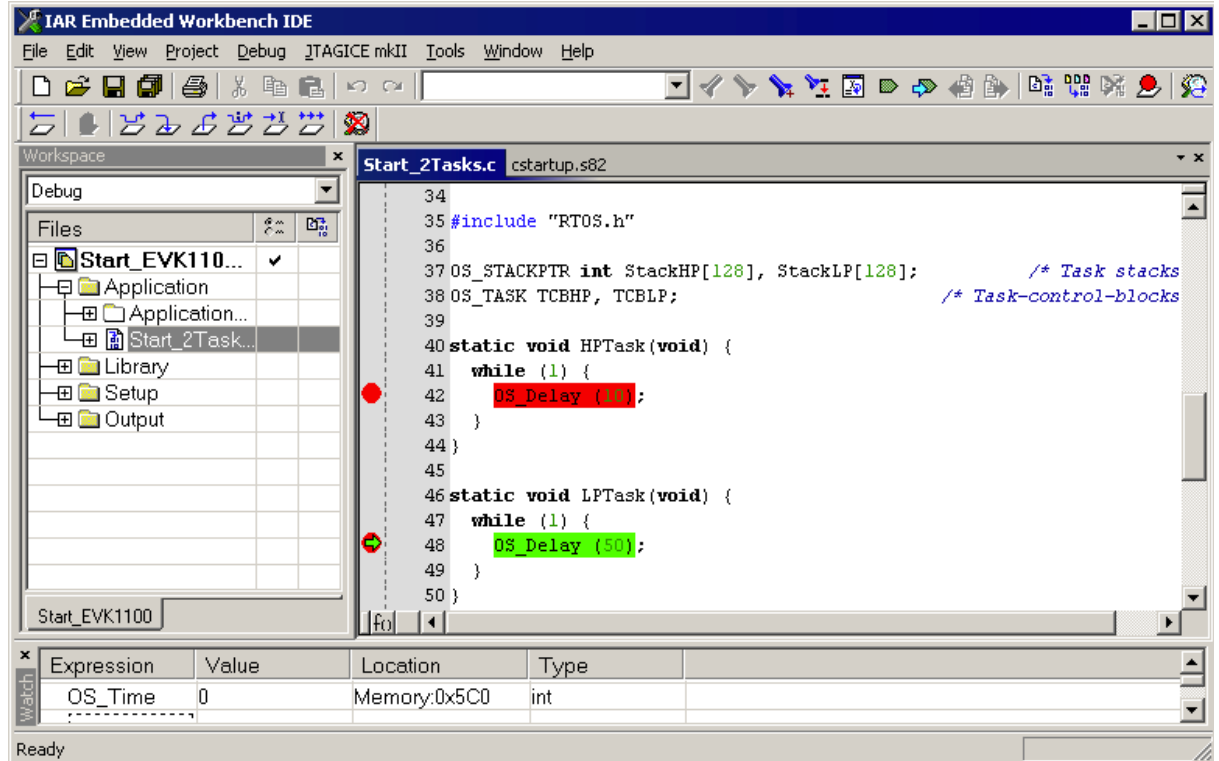 IAR Embedded Workbench IDE
File Edit View Project Debug JTAGICE mkII Tools Window Help
Workspace
Debug
Files
Start_EVK110...
Application
Application...
Start_2Task...
Library
Setup
Output
Start_EVK1100
Start_2Tasks.c cstartup.s82
34
35 #include "RTOS.h"
36
37 OS_STACKPTR int StackHP[128], StackLP[128]; /* Task stacks
38 OS_TASK TCBHP, TCBLP; /* Task-control-blocks
39
40 static void HPTask(void) {
41 while (1) {
42 OS_Delay (10);
43 }
44 }
45
46 static void LPTask(void) {
47 while (1) {
48 OS_Delay (50);
49 }
50 }
Watch
Expression Value Location Type
OS_Time 0 Memory:0x5C0 int
Ready